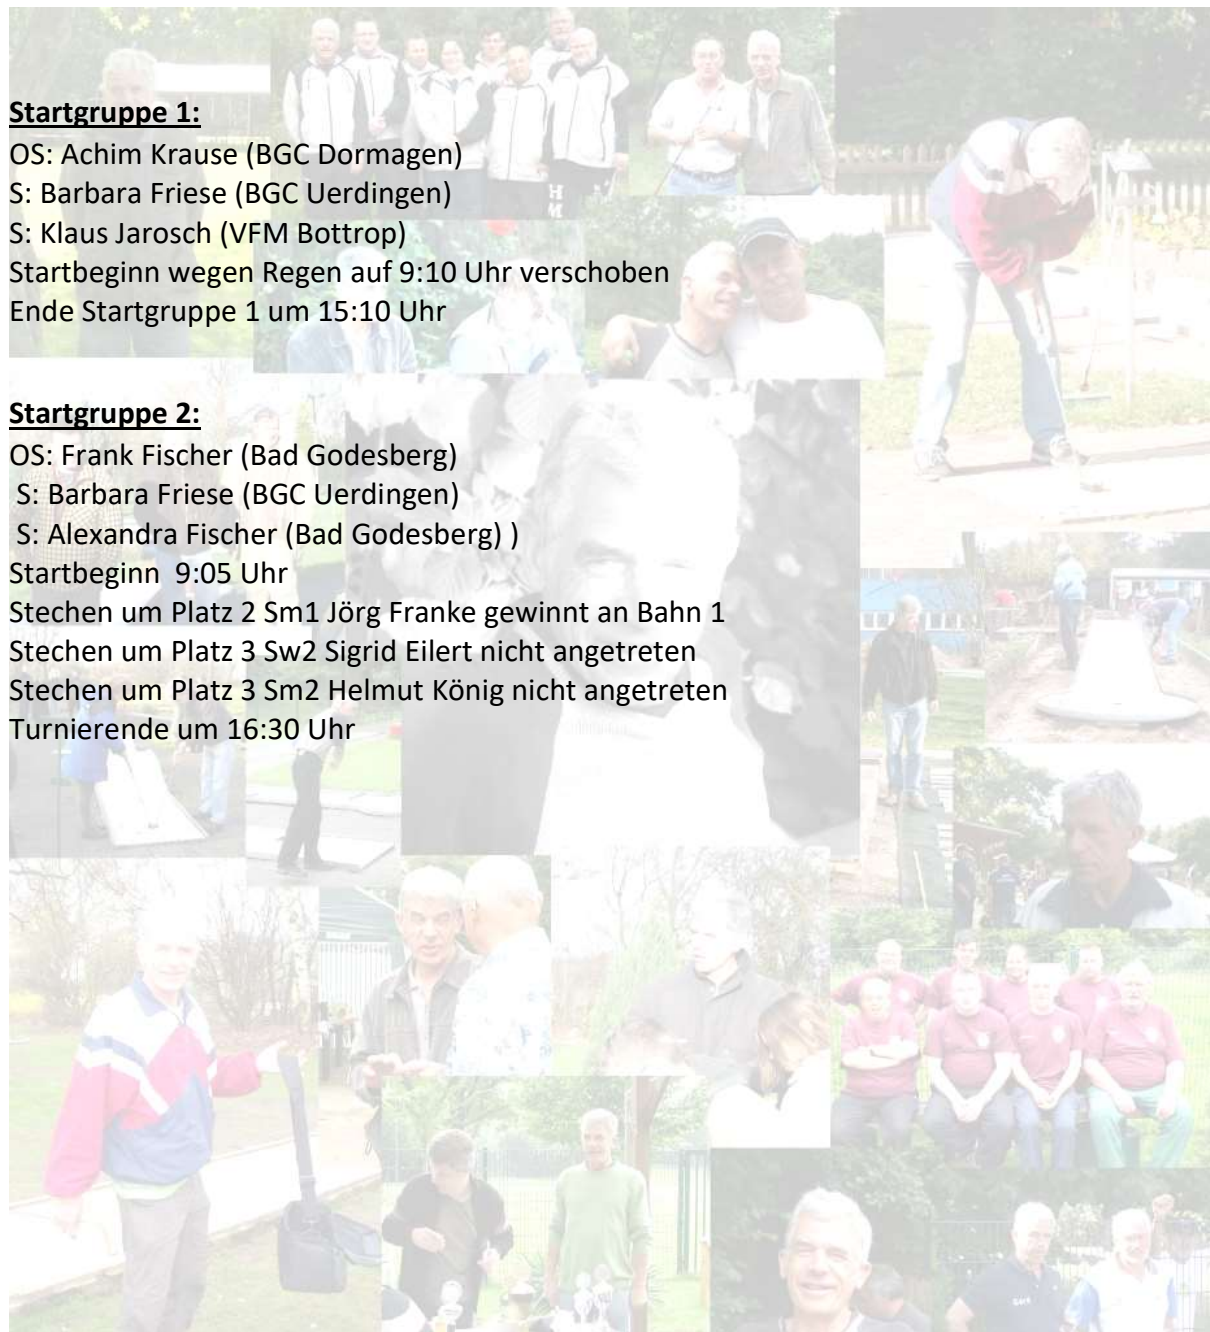 Startgruppe 1:
OS: Achim Krause (BGC Dormagen)
S: Barbara Friese (BGC Uerdingen)
S: Klaus Jarosch (VFM Bottrop)
Startbeginn wegen Regen auf 9:10 Uhr verschoben
Ende Startgruppe 1 um 15:10 Uhr
Startgruppe 2:
OS: Frank Fischer (Bad Godesberg)
S: Barbara Friese (BGC Uerdingen)
S: Alexandra Fischer (Bad Godesberg) )
Startbeginn  9:05 Uhr
Stechen um Platz 2 Sm1 Jörg Franke gewinnt an Bahn 1
Stechen um Platz 3 Sw2 Sigrid Eilert nicht angetreten
Stechen um Platz 3 Sm2 Helmut König nicht angetreten
Turnierende um 16:30 Uhr